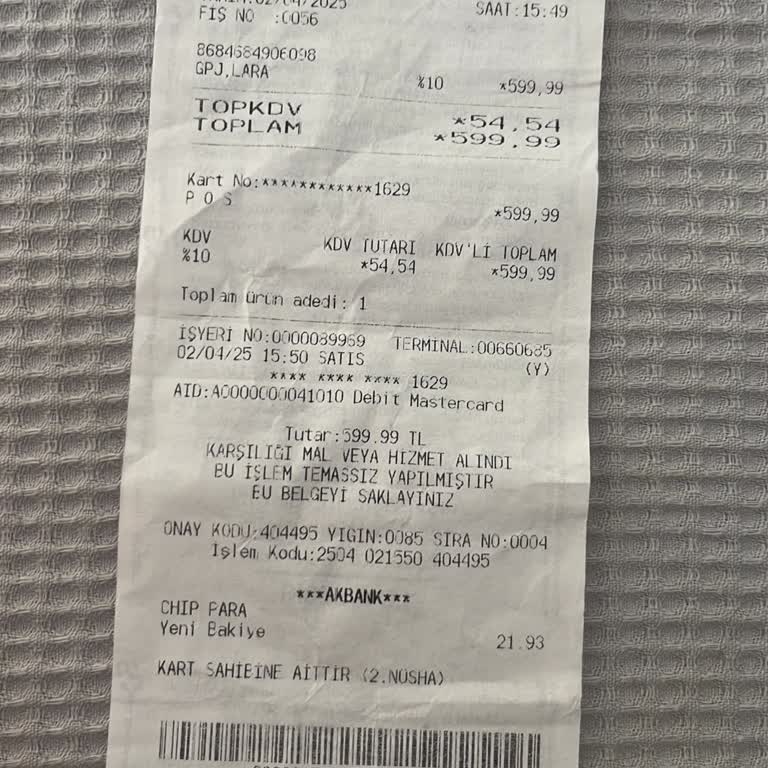 02/04/2025 SAAT:15:49
FİŞ NO :0056
8684684906098
GPJ,LARA %10 *599,99
TOPKDV *54,54
TOPLAM *599,99
Kart No:************1629
P O S *599,99
KDV KDV TUTARI KDV'Lİ TOPLAM
%10 *54,54 *599,99
Toplam ürün adedi: 1
İŞYERİ NO:0000089969 TERMINAL:00660685
02/04/25 15:50 SATIS (Y)
**** **** **** 1629
AID:A0000000041010 Debit Mastercard
Tutar:599.99 TL
KARŞILIĞI MAL VEYA HIZMET ALINDI
BU İŞLEM TEMASSIZ YAPILMIŞTIR
BU BELGEYİ SAKLAYINIZ
ONAY KODU:404495 YIGIN:0085 SIRA NO:0004
İşlem Kodu:2504 021550 404495
***AKBANK***
CHIP PARA
Yeni Bakiye 21.93
KART SAHİBİNE AİTTİR (2.NÜSHA)